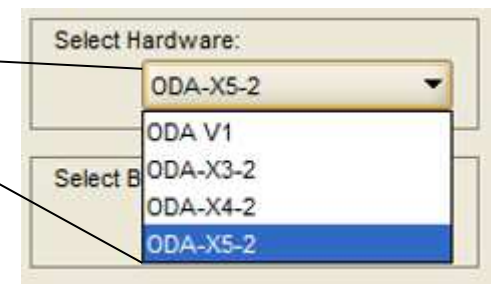 Select Hardware:
ODA-X5-2
ODA V1
ODA-X3-2
Select B
ODA-X4-2
ODA-X5-2